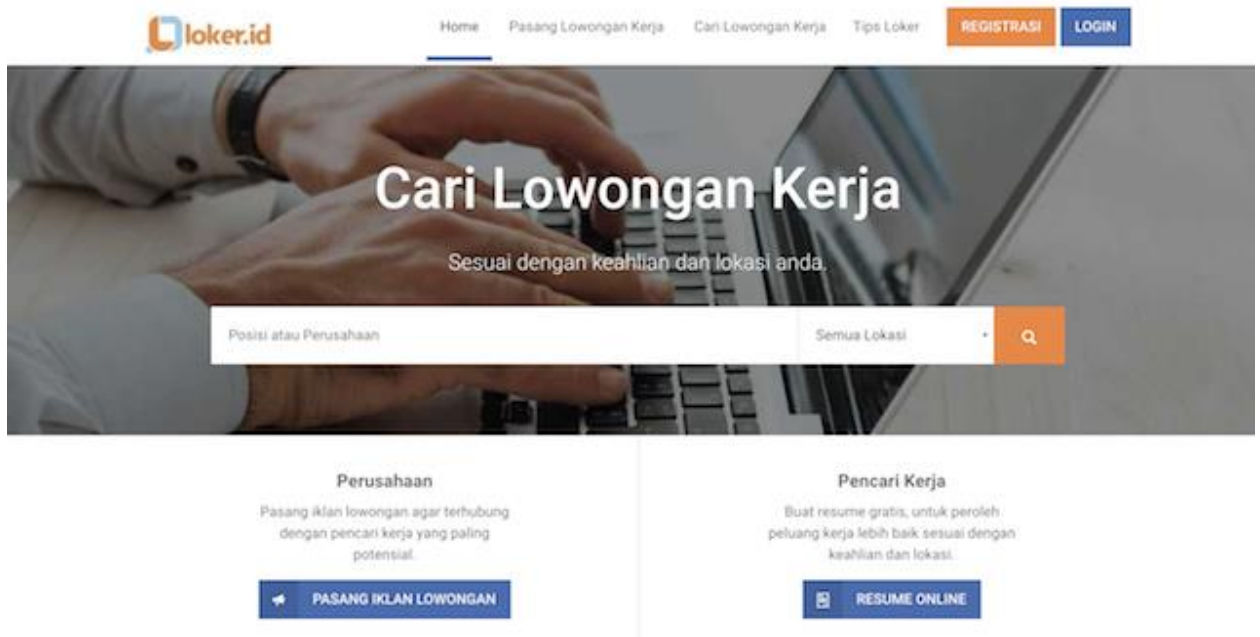 loker.id
Home Pasang Lowongan Kerja Cari Lowongan Kerja Tips Loker REGISTRASI LOGIN
Cari Lowongan Kerja
Sesuai dengan keahlian dan lokasi anda.
Posisi atau Perusahaan Semua Lokasi
Perusahaan
Pasang iklan lowongan agar terhubung
dengan pencari kerja yang paling
potensial.
PASANG IKLAN LOWONGAN
Pencari Kerja
Buat resume gratis, untuk peroleh
peluang kerja lebih baik sesuai dengan
keahlian dan lokasi.
RESUME ONLINE